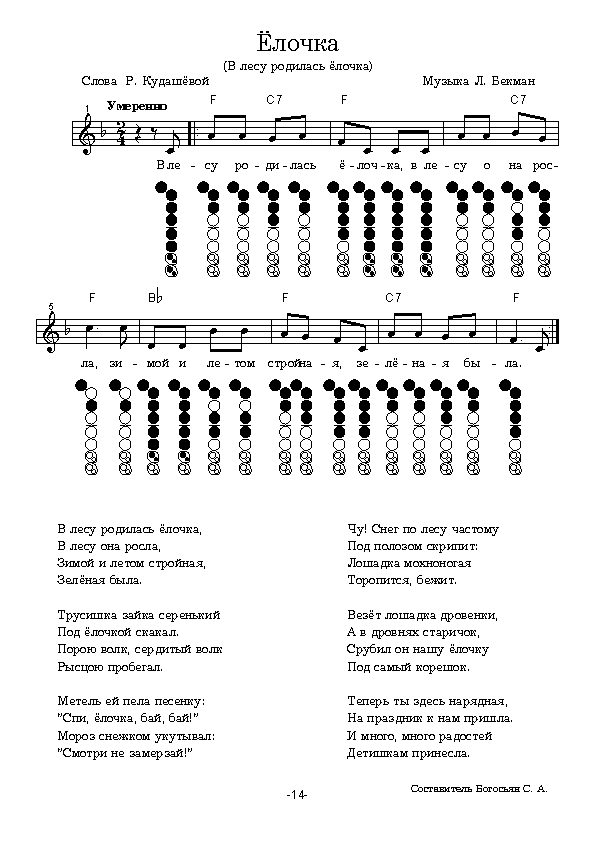 Ёлочка
(В лесу родилась ёлочка)
Слова Р. Кудашёвой Музыка Л. Бекман
1 Умеренно F C7 F C7
2 4
В ле - су ро - ди - лась ё - лоч - ка, в ле - су о на рос-
5 F B♭ F C7 F
ла, зи - мой и ле - том стройна - я, зе - лё - на - я бы - ла.
В лесу родилась ёлочка,
В лесу она росла,
Зимой и летом стройная,
Зелёная была.
Трусишка зайка серенький
Под ёлочкой скакал.
Порою волк, сердитый волк
Рысцою пробегал.
Метель ей пела песенку:
"Спи, ёлочка, бай, бай!"
Мороз снежком укутывал:
"Смотри не замерзай!"
Чу! Снег по лесу частому
Под полозом скрипит:
Лошадка мохноногая
Торопится, бежит.
Везёт лошадка дровенки,
А в дровнях старичок,
Срубил он нашу ёлочку
Под самый корешок.
Теперь ты здесь нарядная,
На праздник к нам пришла.
И много, много радостей
Детишкам принесла.
-14-
Составитель Богосьян С. А.